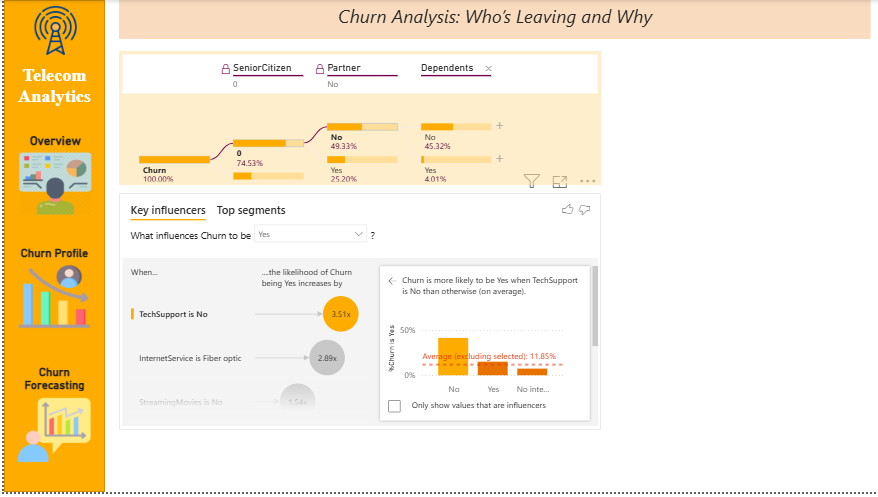 Churn Analysis: Who's Leaving and Why
Telecom
Analytics
Overview
Churn Profile
Churn
Forecasting
SeniorCitizen
0
Partner
No
Dependents
Churn
100.00%
0
74.53%
No
49.33%
Yes
25.20%
No
45.32%
Yes
4.01%
Key influencers Top segments
What influences Churn to be Yes ?
When...
....the likelihood of Churn
being Yes increases by
TechSupport is No
3.51x
InternetService is Fiber optic
2.89x
StreamingMovies is No
1.54x
Churn is more likely to be Yes when TechSupport
is No than otherwise (on average).
%Churn is Yes
50%
0%
Average (excluding selected): 11.85%
No Yes No inte...
Only show values that are influencers